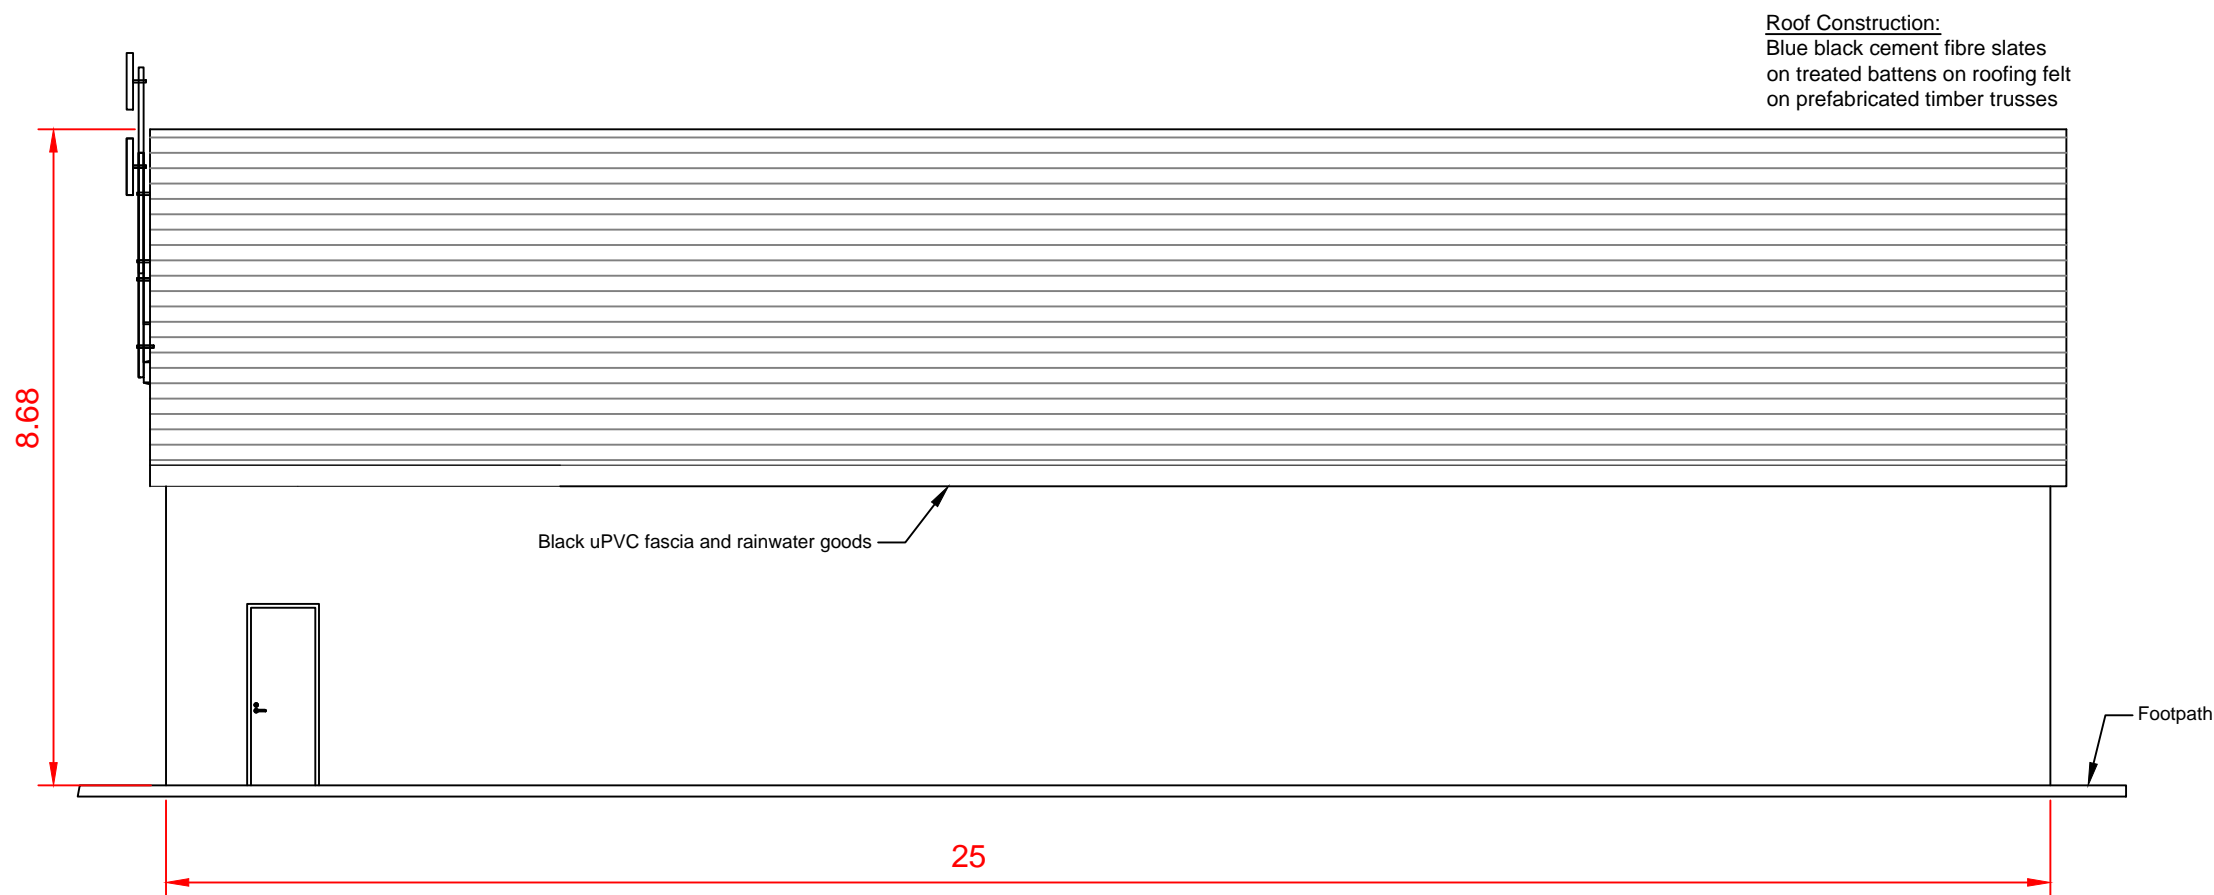 Roof Construction:
Blue black cement fibre slates
on treated battens on roofing felt
on prefabricated timber trusses
8.68
Black uPVC fascia and rainwater goods
Footpath
25